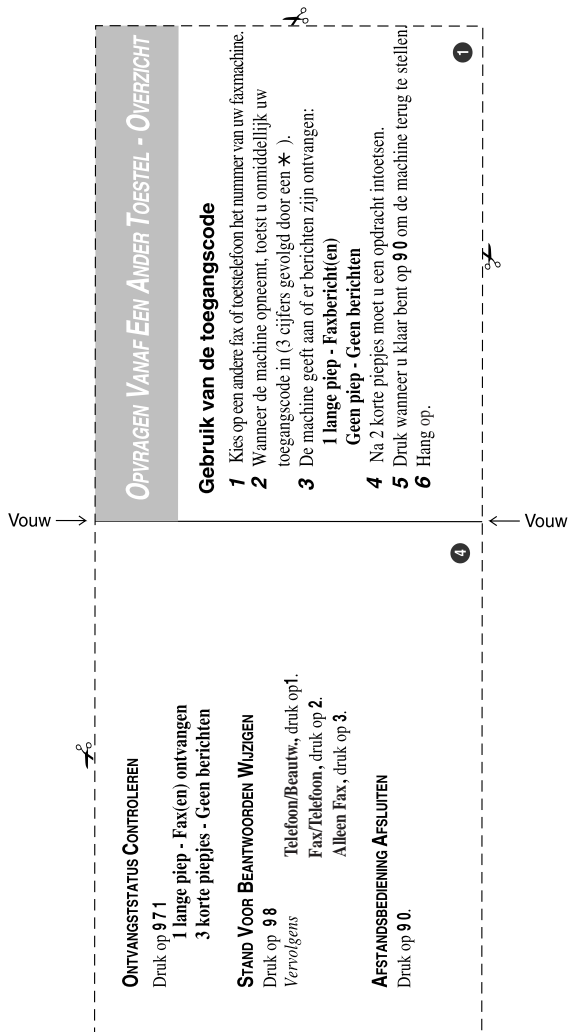 OPVRAGEN VANAF EEN ANDER TOESTEL - OVERZICHT
Gebruik van de toegangscode
1 Kies op een andere fax of toetstelefoon het nummer van uw faxmachine.
2 Wanneer de machine opneemt, toetst u onmiddellijk uw
toegangscode in (3 cijfers gevolgd door een * ).
3 De machine geeft aan of er berichten zijn ontvangen:
1 lange piep - Faxbericht(en)
Geen piep - Geen berichten
4 Na 2 korte piepjes moet u een opdracht intoetsen.
5 Druk wanneer u klaar bent op 9 0 om de machine terug te stellen.
6 Hang op.
1
Vouw
Vouw
ONTVANGSTSTATUS CONTROLEREN
Druk op 9 7 1
1 lange piep - Fax(en) ontvangen
3 korte piepjes - Geen berichten
STAND VOOR BEANTWOORDEN WIJZIGEN
Druk op 9 8
Vervolgens Telefoon/Beautw., druk op1.
Fax/Telefoon, druk op 2.
Alleen Fax, druk op 3.
AFSTANDSBEDIENING AFSLUITEN
Druk op 9 0.
4